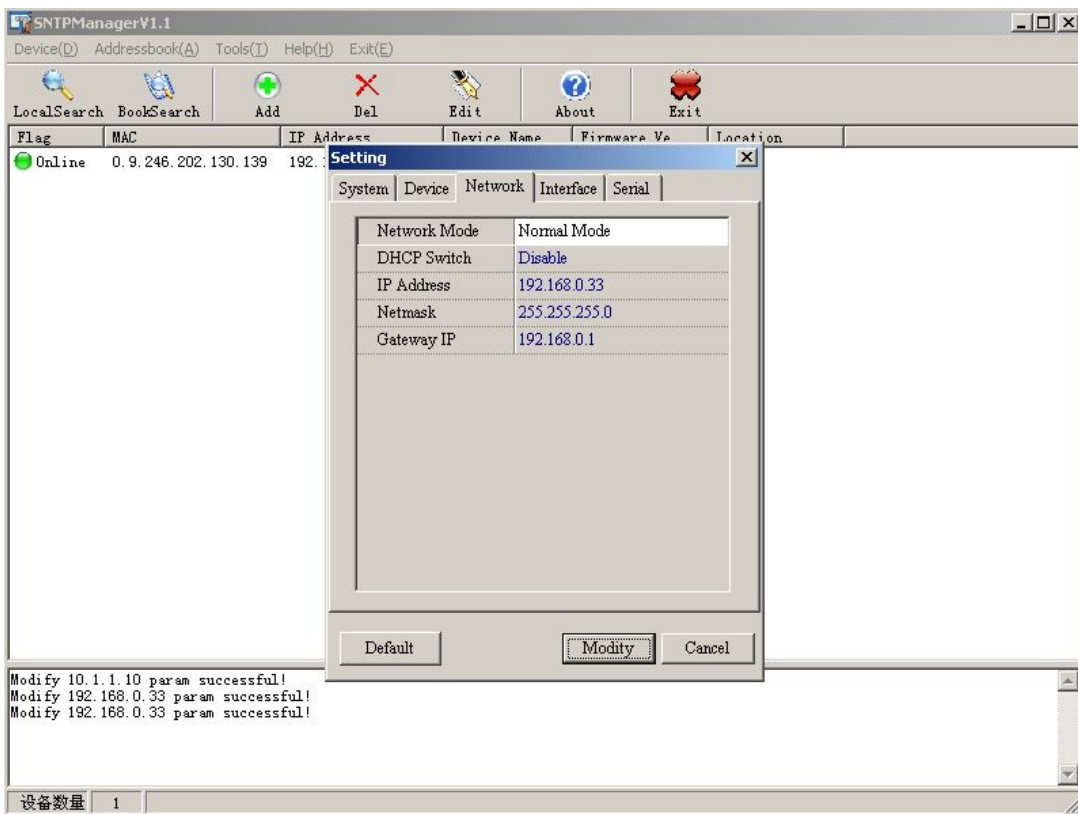 SNTPManagerV1.1
Device(D) Addressbook(A) Tools(T) Help(H) Exit(E)
LocalSearch BookSearch Add Del Edit About Exit
Flag MAC IP Address Device Name Firmware Ve Location
Online 0.9.246.202.130.139 192.
Setting
System Device Network Interface Serial
Network Mode Normal Mode
DHCP Switch Disable
IP Address 192.168.0.33
Netmask 255.255.255.0
Gateway IP 192.168.0.1
Default Modify Cancel
Modify 10.1.1.10 param successful!
Modify 192.168.0.33 param successful!
Modify 192.168.0.33 param successful!
设备数量 1